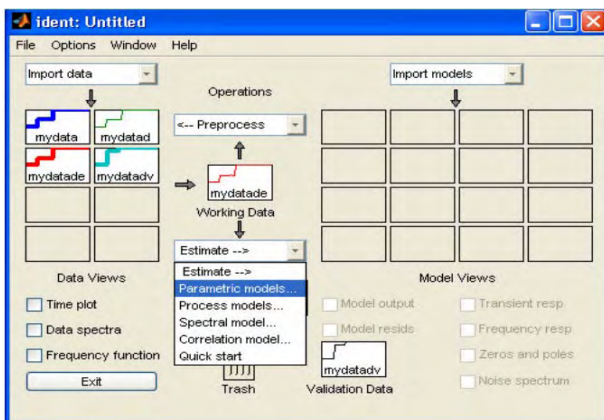 ident: Untitled
File Options Window Help
Import data
Operations
Import models
mydata
mydatad
<-- Preprocess
mydatade
mydatadv
mydatade
Working Data
Estimate -->
Estimate -->
Parametric models...
Process models...
Spectral model...
Correlation model...
Quick start
Data Views
Model Views
Time plot
Data spectra
Frequency function
Exit
Trash
Model output
Model resids
mydatadv
Validation Data
Transient resp
Frequency resp
Zeros and poles
Noise spectrum